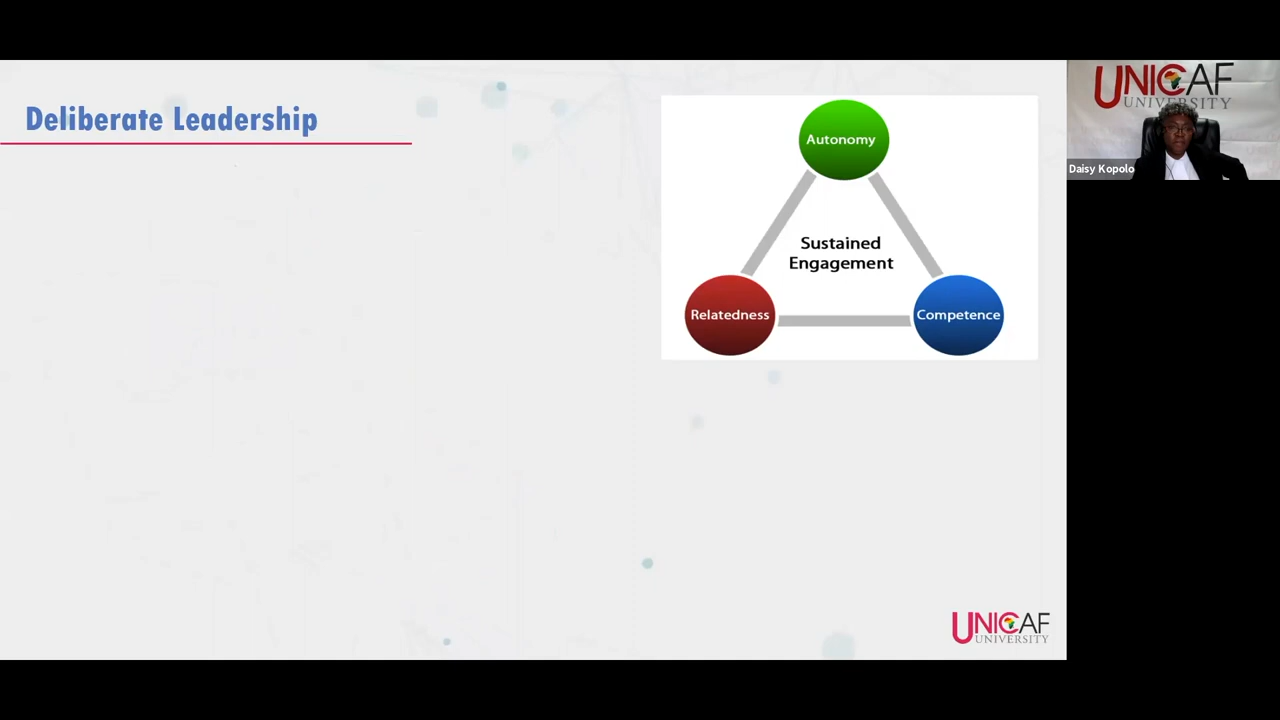 Deliberate Leadership
Autonomy
Sustained
Engagement
Relatedness
Competence
UNICAF
UNIVERSITY
Daisy Kopolo
UNICAF
UNIVERSITY